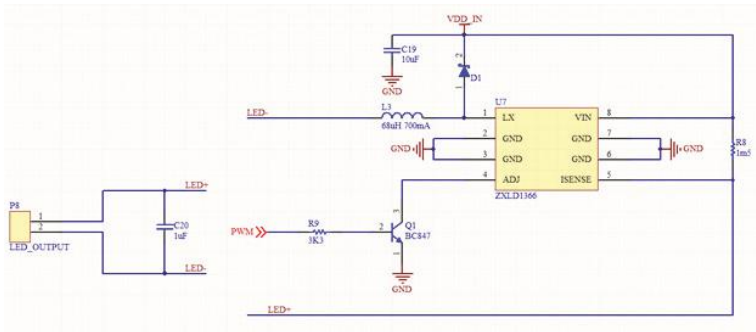 VDD_IN
C19
10uF
GND
2
D1
1
U7
LED-
L3
68uH 700mA
1 LX VIN 8
GND 2 GND GND 7 GND
3 GND GND 6
4 ADJ ISENSE 5
ZXLD1366
R8
1m5
LED+
P8
1
2
LED_OUTPUT
C20
1uF
LED-
PWM
R9
3K3
2
3
Q1
BC847
1
GND
LED+